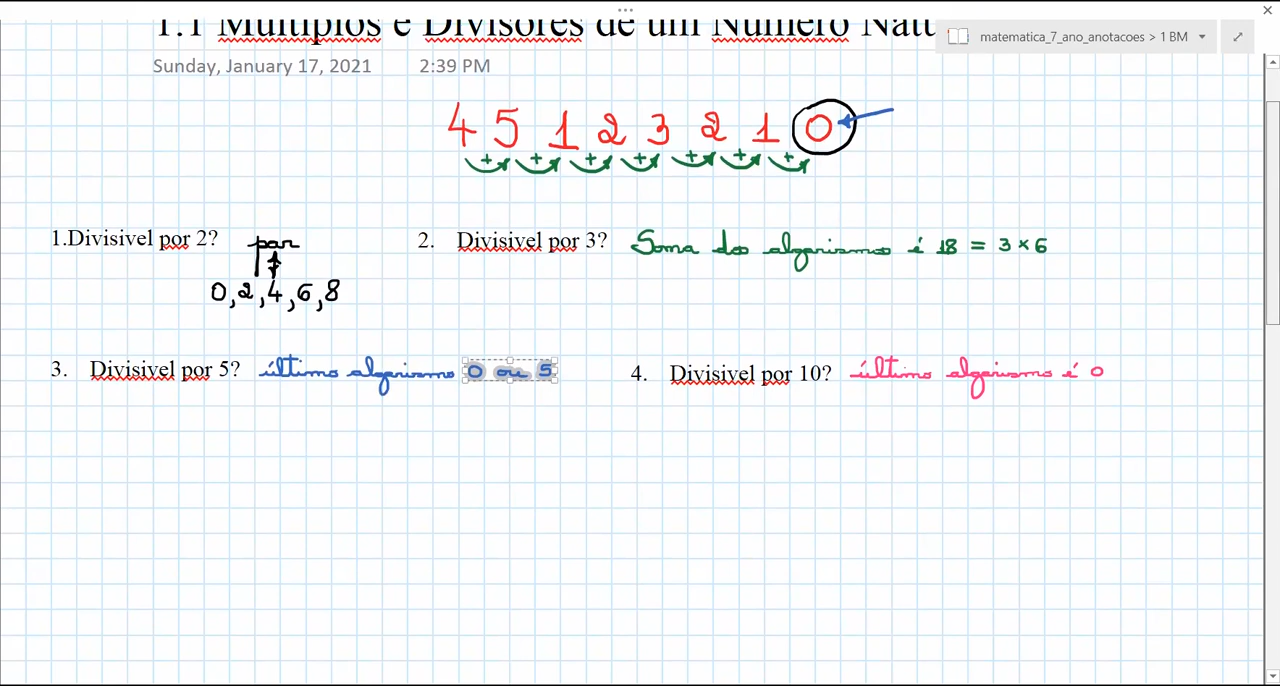 1.1 Múltiplos e Divisores de um Número Natu
matematica_7_ano_anotacoes > 1 BM
Sunday, January 17, 2021 2:39 PM
4 5 1 2 3 2 1 0
+ + + + + + +
1.Divisivel por 2? par
0, 2, 4, 6, 8
2. Divisivel por 3? Soma dos algarismos é 18 = 3 × 6
3. Divisivel por 5? último algarismo 0 ou 5
4. Divisivel por 10? último algarismo é 0